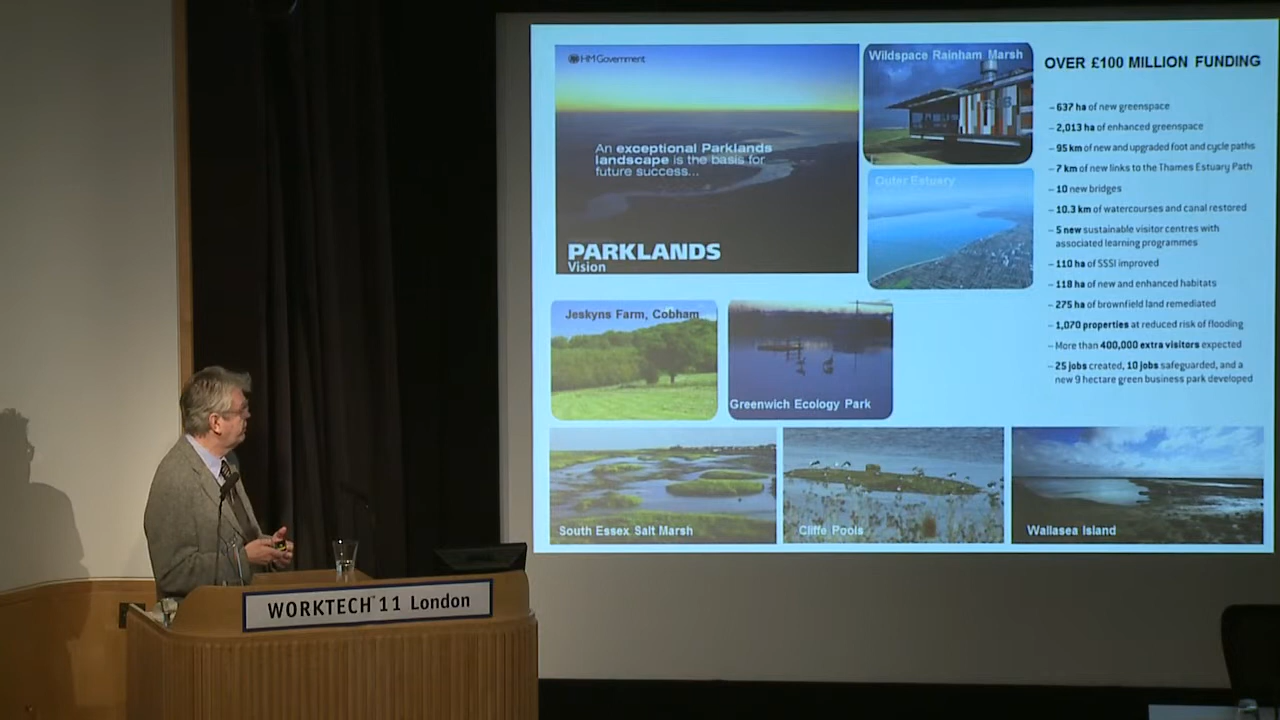 HM Government
An exceptional Parklands
landscape is the basis for
future success...
PARKLANDS
Vision
Wildspace Rainham Marsh
Outer Estuary
Jeskyns Farm, Cobham
Greenwich Ecology Park
South Essex Salt Marsh
Cliffe Pools
Wallasea Island
OVER £100 MILLION FUNDING
– 637 ha of new greenspace
– 2,013 ha of enhanced greenspace
– 95 km of new and upgraded foot and cycle paths
– 7 km of new links to the Thames Estuary Path
– 10 new bridges
– 10.3 km of watercourses and canal restored
– 5 new sustainable visitor centres with
associated learning programmes
– 110 ha of SSSI improved
– 118 ha of new and enhanced habitats
– 275 ha of brownfield land remediated
– 1,070 properties at reduced risk of flooding
– More than 400,000 extra visitors expected
– 25 jobs created, 10 jobs safeguarded, and a
new 9 hectare green business park developed
WORKTECH™ 11 London